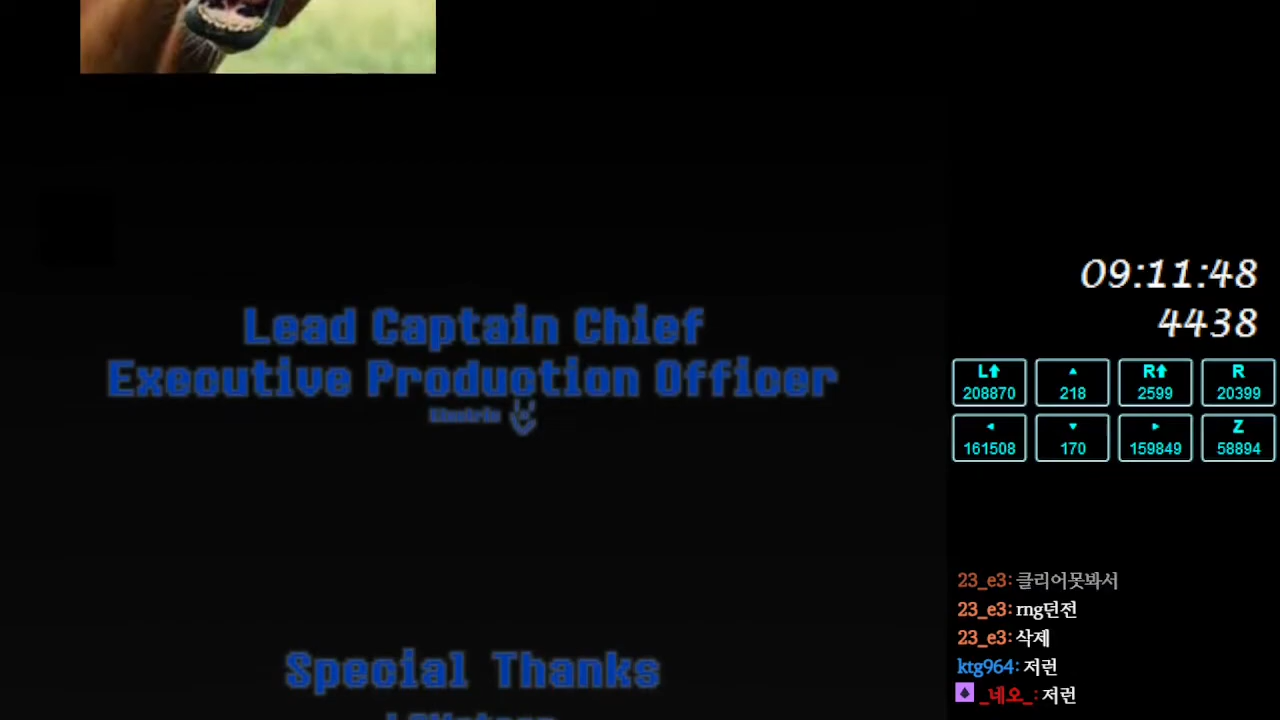 Lead Captain Chief
Executive Production Officer
Special Thanks
09:11:48
4438
L⬆ ▲ R⬆ R
208870 218 2599 20399
◄ ▼ ► Z
161508 170 159849 58894
23_e3: 클리어못봐서
23_e3: rng던전
23_e3: 삭제
ktg964: 저런
_네오_: 저런